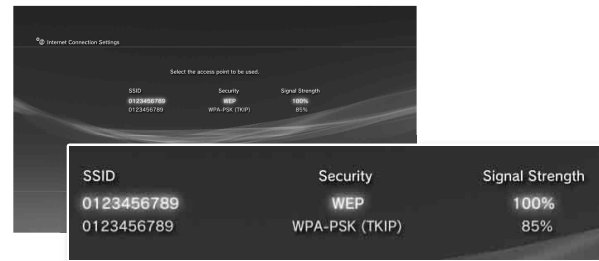 Internet Connection Settings
Select the access point to be used.
SSID Security Signal Strength
0123456789 WEP 100%
0123456789 WPA-PSK (TKIP) 85%
SSID Security Signal Strength
0123456789 WEP 100%
0123456789 WPA-PSK (TKIP) 85%